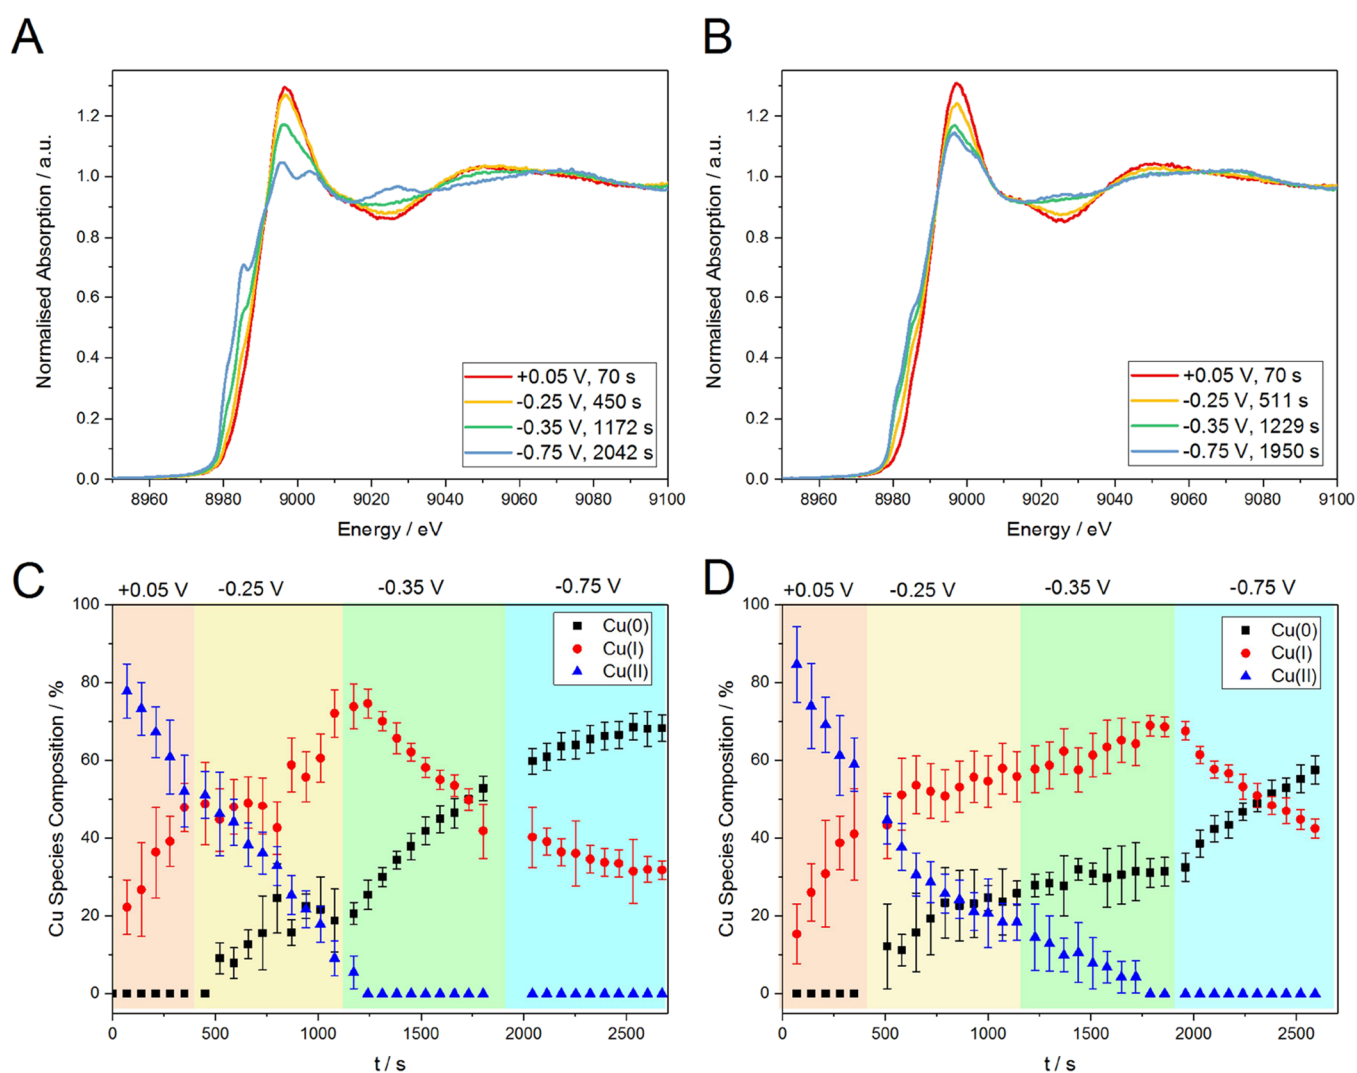 A
B
Normalised Absorption / a.u.
1.2
1.0
0.8
0.6
0.4
0.2
0.0
+0.05 V, 70 s
-0.25 V, 450 s
-0.35 V, 1172 s
-0.75 V, 2042 s
8960 8980 9000 9020 9040 9060 9080 9100
Energy / eV
Normalised Absorption / a.u.
1.2
1.0
0.8
0.6
0.4
0.2
0.0
+0.05 V, 70 s
-0.25 V, 511 s
-0.35 V, 1229 s
-0.75 V, 1950 s
8960 8980 9000 9020 9040 9060 9080 9100
Energy / eV
C
+0.05 V -0.25 V -0.35 V -0.75 V
Cu Species Composition / %
100
80
60
40
20
0
Cu(0)
Cu(I)
Cu(II)
0 500 1000 1500 2000 2500
t / s
D
+0.05 V -0.25 V -0.35 V -0.75 V
Cu Species Composition / %
100
80
60
40
20
0
Cu(0)
Cu(I)
Cu(II)
0 500 1000 1500 2000 2500
t / s